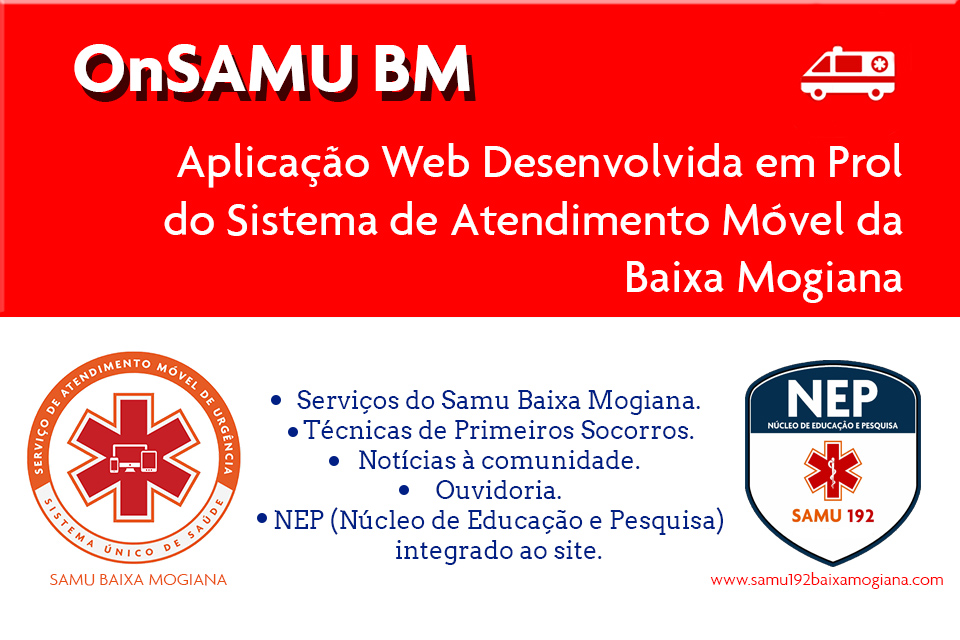 OnSAMU BM
Aplicação Web Desenvolvida em Prol
do Sistema de Atendimento Móvel da
Baixa Mogiana
SERVIÇO DE ATENDIMENTO MÓVEL DE URGÊNCIA
SISTEMA ÚNICO DE SAÚDE
SAMU BAIXA MOGIANA
• Serviços do Samu Baixa Mogiana.
• Técnicas de Primeiros Socorros.
• Notícias à comunidade.
• Ouvidoria.
• NEP (Núcleo de Educação e Pesquisa)
integrado ao site.
NEP
NÚCLEO DE EDUCAÇÃO E PESQUISA
SAMU 192
www.samu192baixamogiana.com